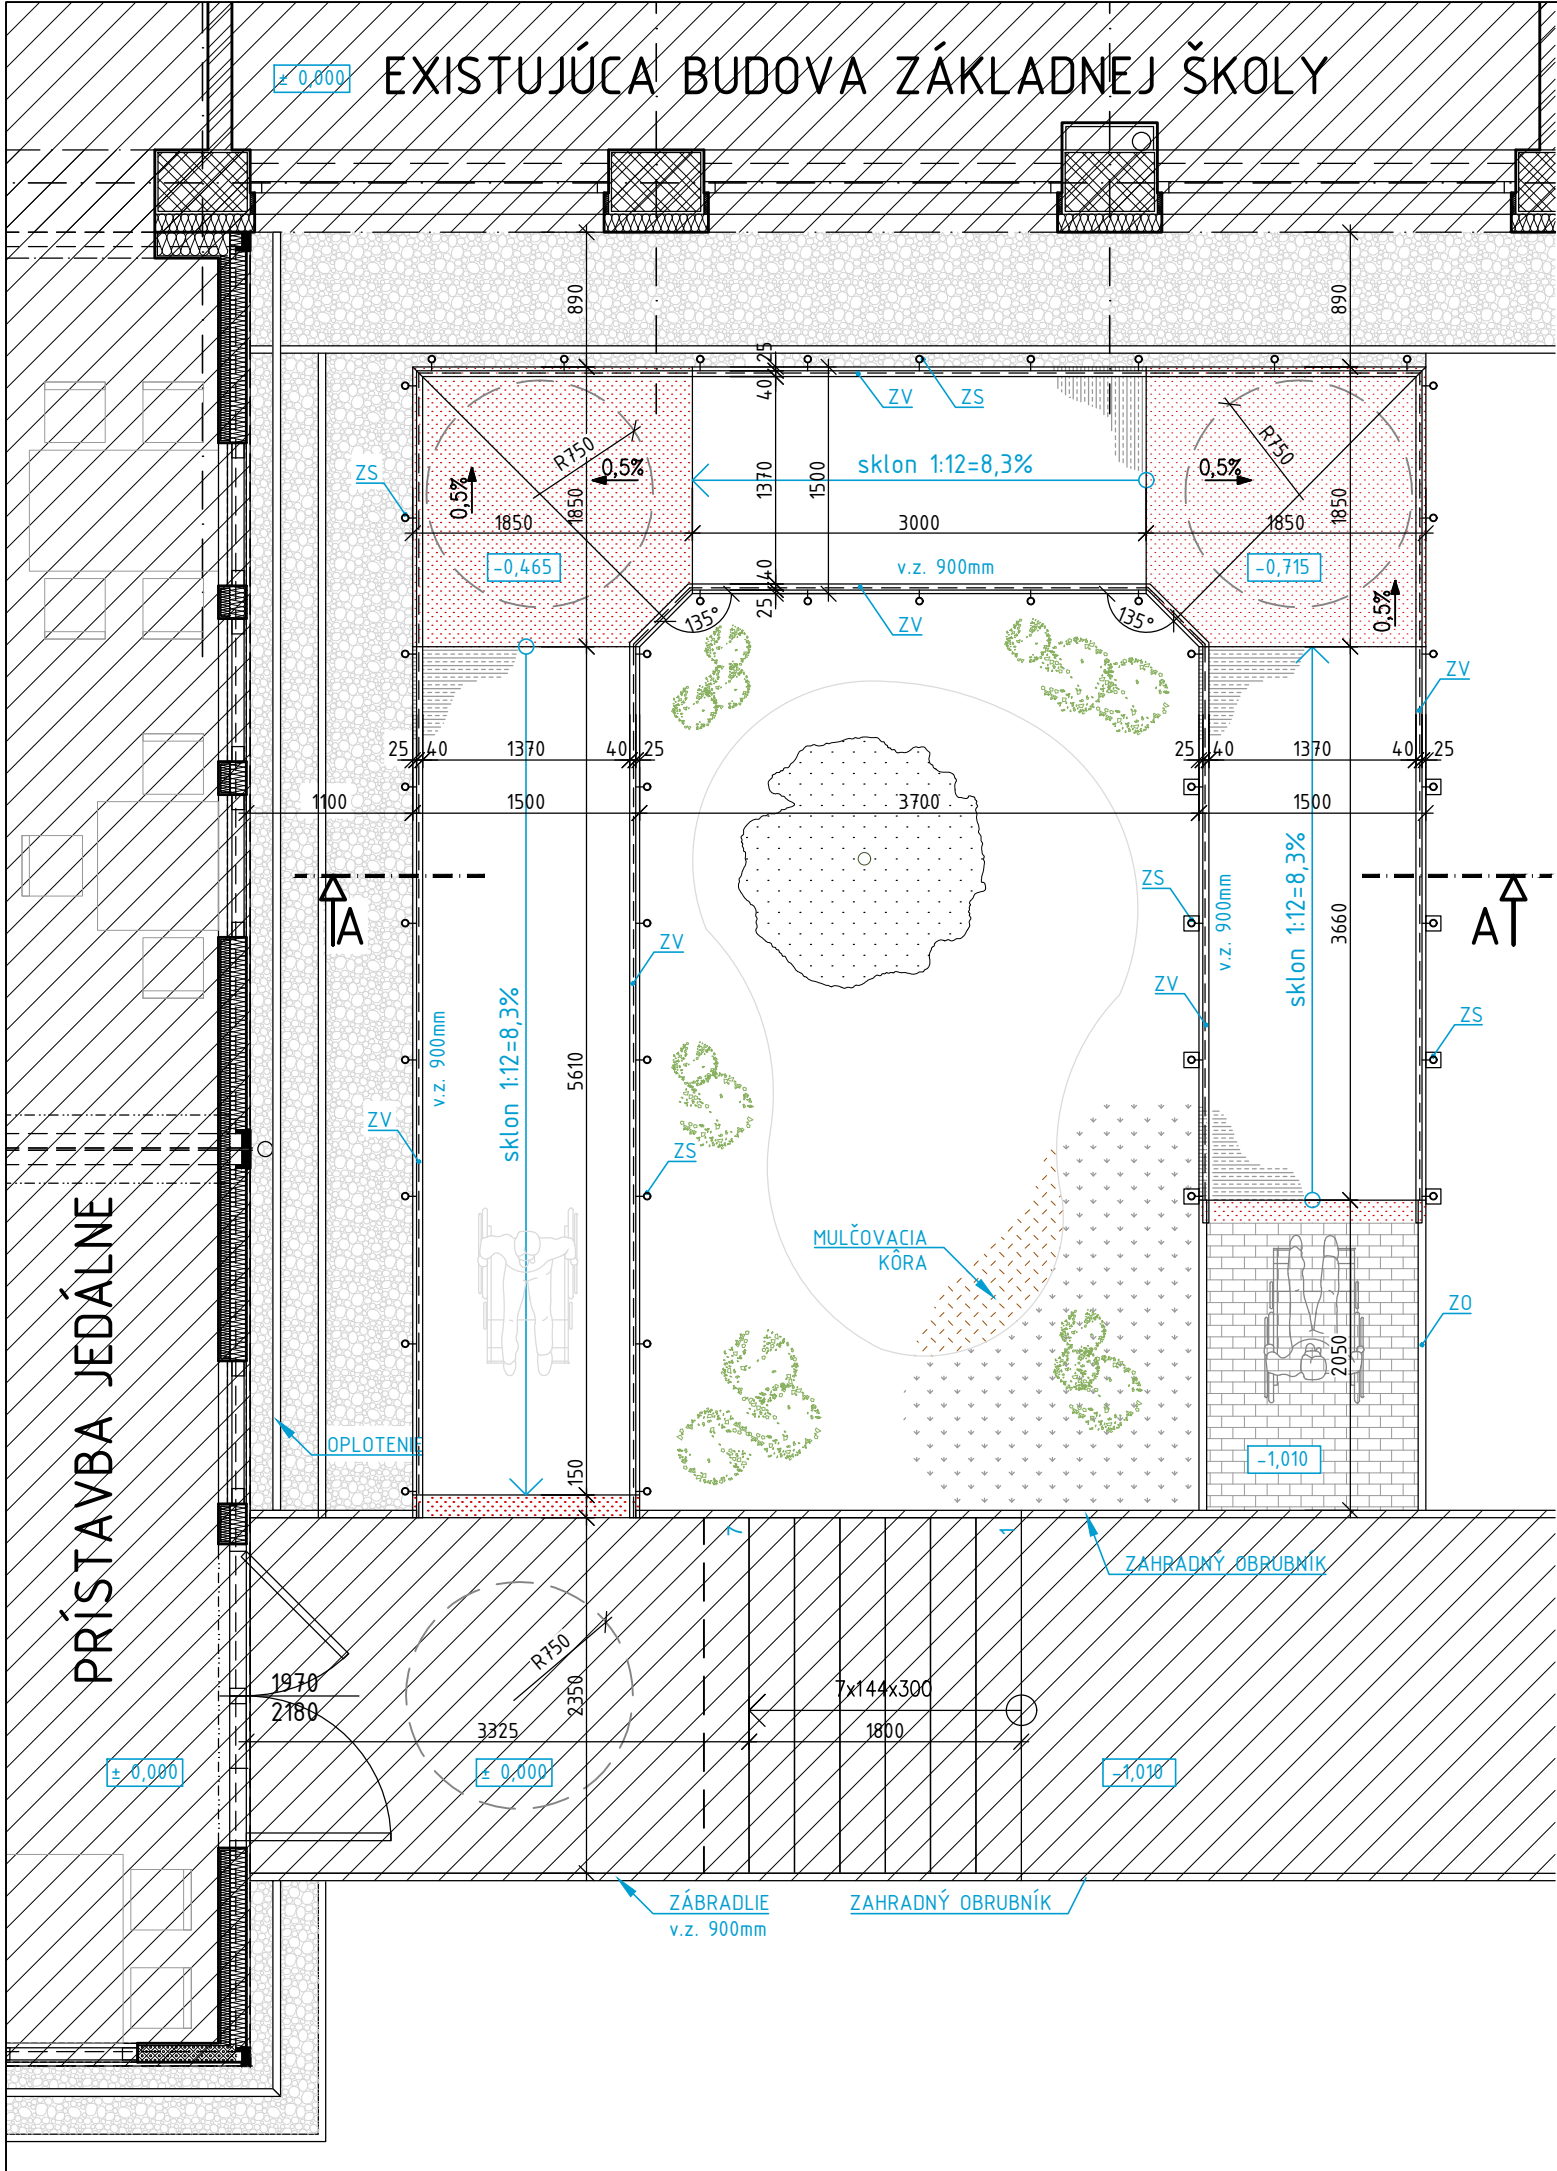 ± 0,000
EXISTUJÚCA BUDOVA ZÁKLADNEJ ŠKOLY
890
890
25
40
ZV
ZS
R750
0,5%
0,5%
ZS
1850
1850
1370
1500
sklon 1:12=8,3%
3000
R750
0,5%
1850
1850
-0,465
v.z. 900mm
-0,715
40
25
135°
ZV
135°
0,5%
ZV
25
40
1370
40
25
25
40
1370
40
25
1100
1500
3700
1500
A
ZS
v.z. 900mm
sklon 1:12=8,3%
3660
A
ZV
ZV
ZS
v.z. 900mm
sklon 1:12=8,3%
5610
ZV
ZS
PRÍSTAVBA JEDÁLNE
MULČOVACIA
KÔRA
ZO
2050
OPLOTENIE
150
-1,010
7
1
ZAHRADNÝ OBRUBNÍK
R750
1970
2180
2350
7x144x300
3325
1800
± 0,000
± 0,000
-1,010
ZÁBRADLIE
v.z. 900mm
ZAHRADNÝ OBRUBNÍK